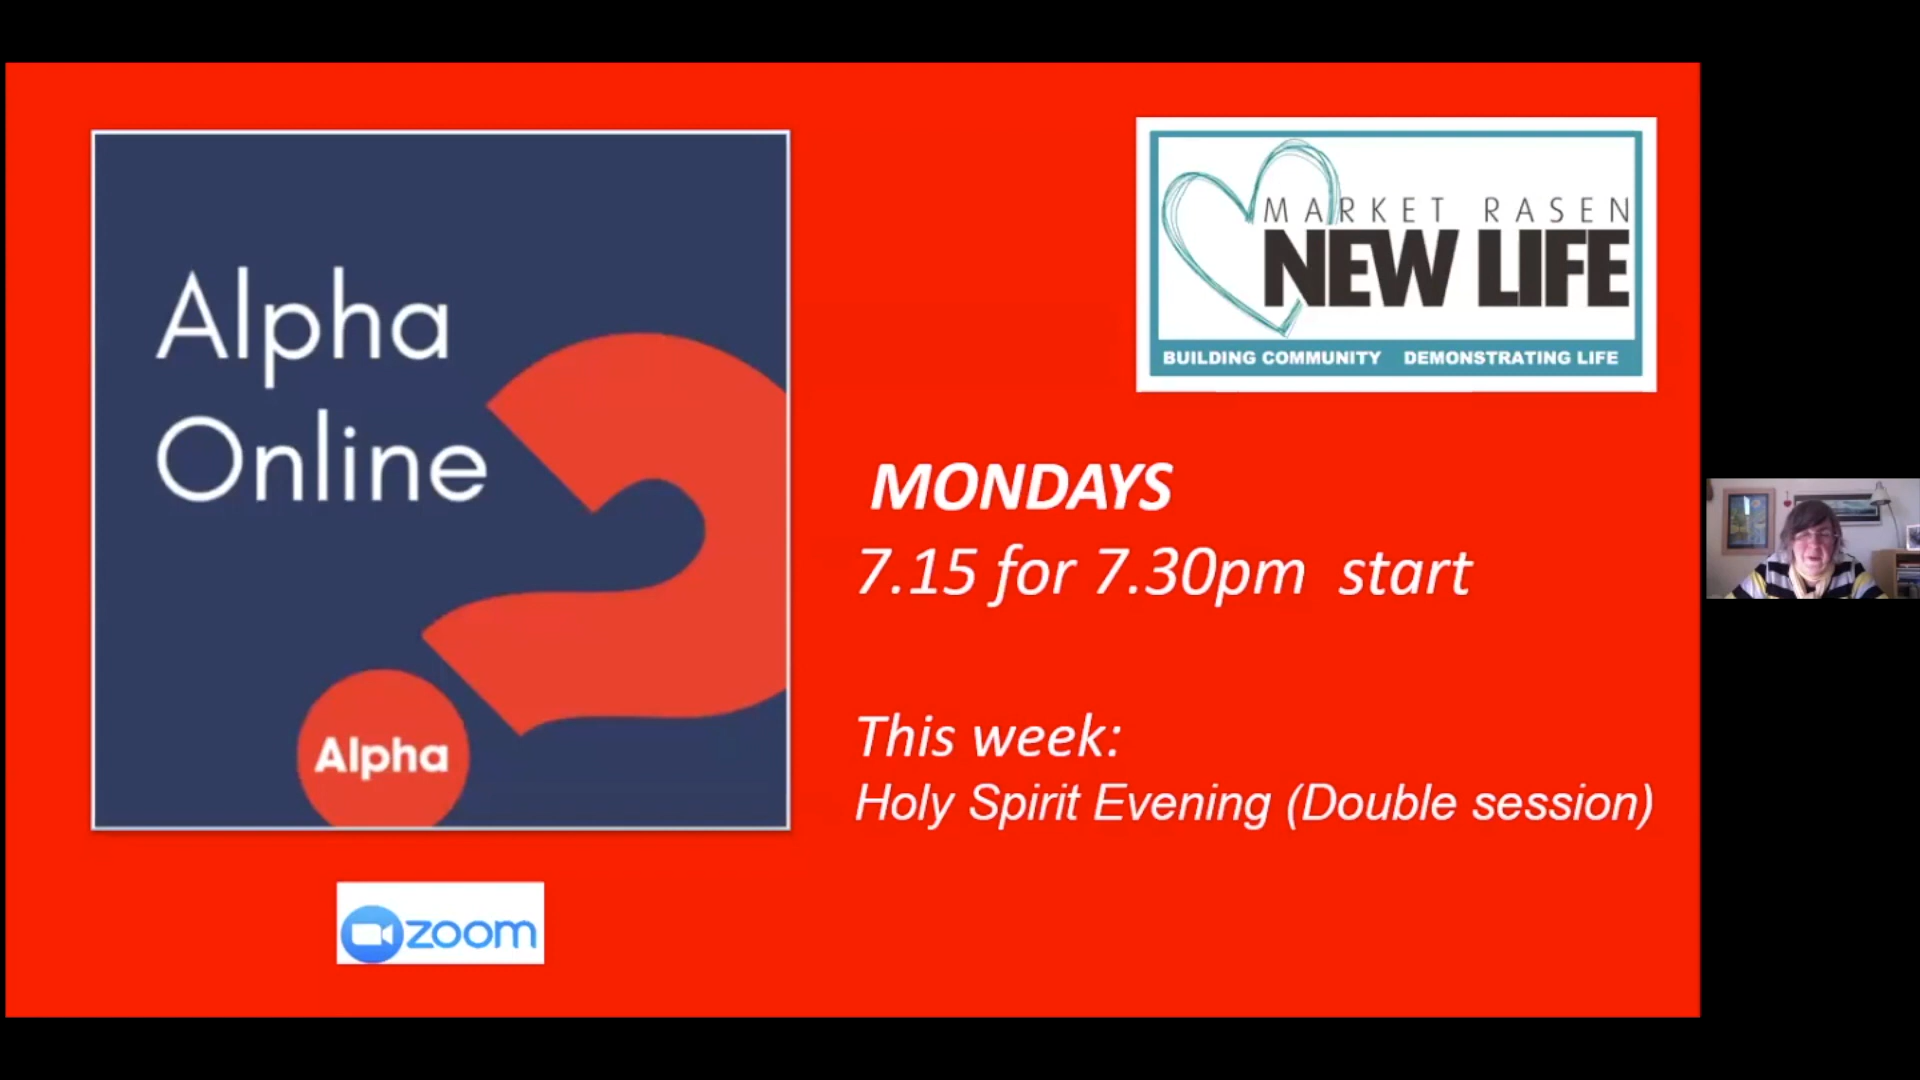 Alpha
Online
Alpha
zoom
MARKET RASEN
NEW LIFE
BUILDING COMMUNITY DEMONSTRATING LIFE
MONDAYS
7.15 for 7.30pm start
This week:
Holy Spirit Evening (Double session)